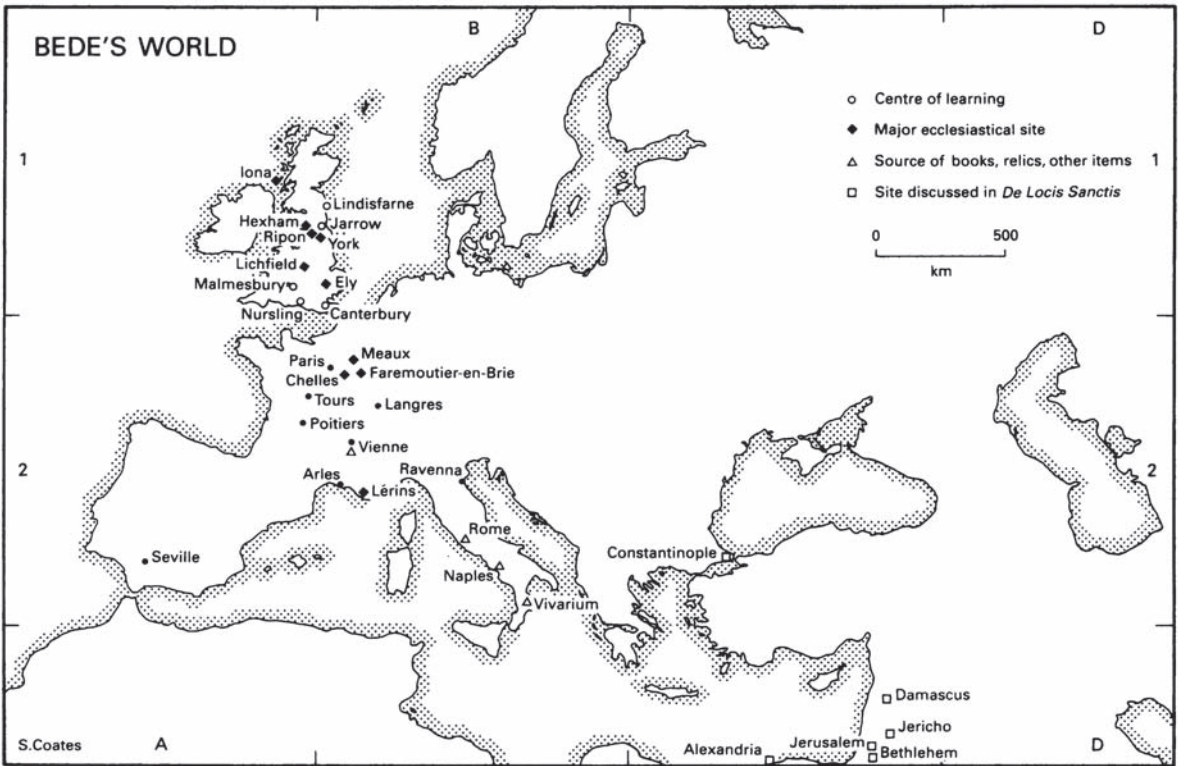 BEDE'S WORLD
B
D
Centre of learning
Major ecclesiastical site
1
Source of books, relics, other items
1
Site discussed in De Locis Sanctis
0
500
km
Iona
Lindisfarne
Hexham
Jarrow
Ripon
York
Lichfield
Malmesbury
Ely
Nursling
Canterbury
Paris
Meaux
Chelles
Faremoutier-en-Brie
Tours
Langres
Poitiers
Vienne
2
Arles
Ravenna
2
Lérins
Rome
Seville
Constantinople
Naples
Vivarium
Damascus
Jericho
S.Coates
A
Alexandria
Jerusalem
Bethlehem
D